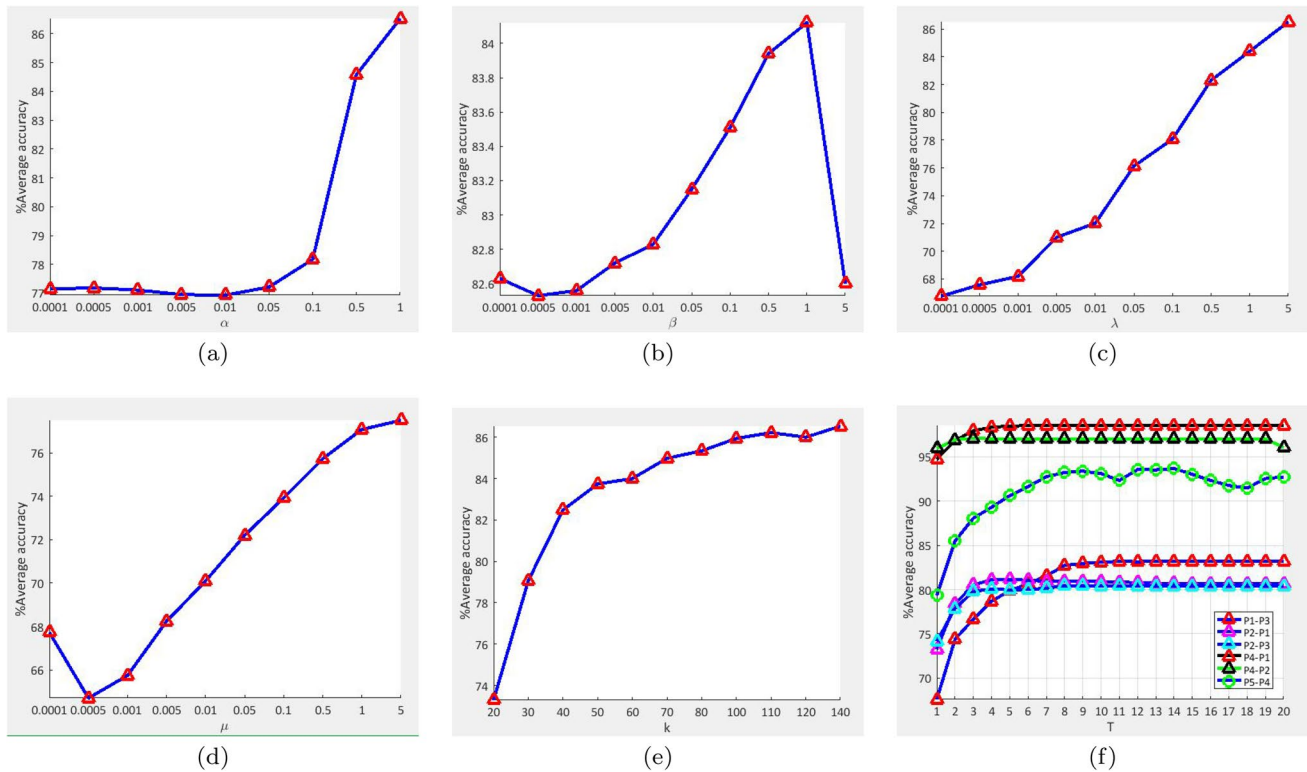 %Average accuracy
86
85
84
83
82
81
80
79
78
77
0.0001 0.0005 0.001 0.005 0.01 0.05 0.1 0.5 1
α
(a)
%Average accuracy
84
83.8
83.6
83.4
83.2
83
82.8
82.6
0.0001 0.0005 0.001 0.005 0.01 0.05 0.1 0.5 1 5
β
(b)
%Average accuracy
86
84
82
80
78
76
74
72
70
68
0.0001 0.0005 0.001 0.005 0.01 0.05 0.1 0.5 1 5
λ
(c)
%Average accuracy
76
74
72
70
68
66
0.0001 0.0005 0.001 0.005 0.01 0.05 0.1 0.5 1 5
μ
(d)
%Average accuracy
86
84
82
80
78
76
74
20 30 40 50 60 70 80 100 110 120 140
k
(e)
%Average accuracy
95
90
85
80
75
70
1 2 3 4 5 6 7 8 9 10 11 12 13 14 15 16 17 18 19 20
T
P1-P3
P2-P1
P2-P3
P4-P1
P4-P2
P5-P4
(f)